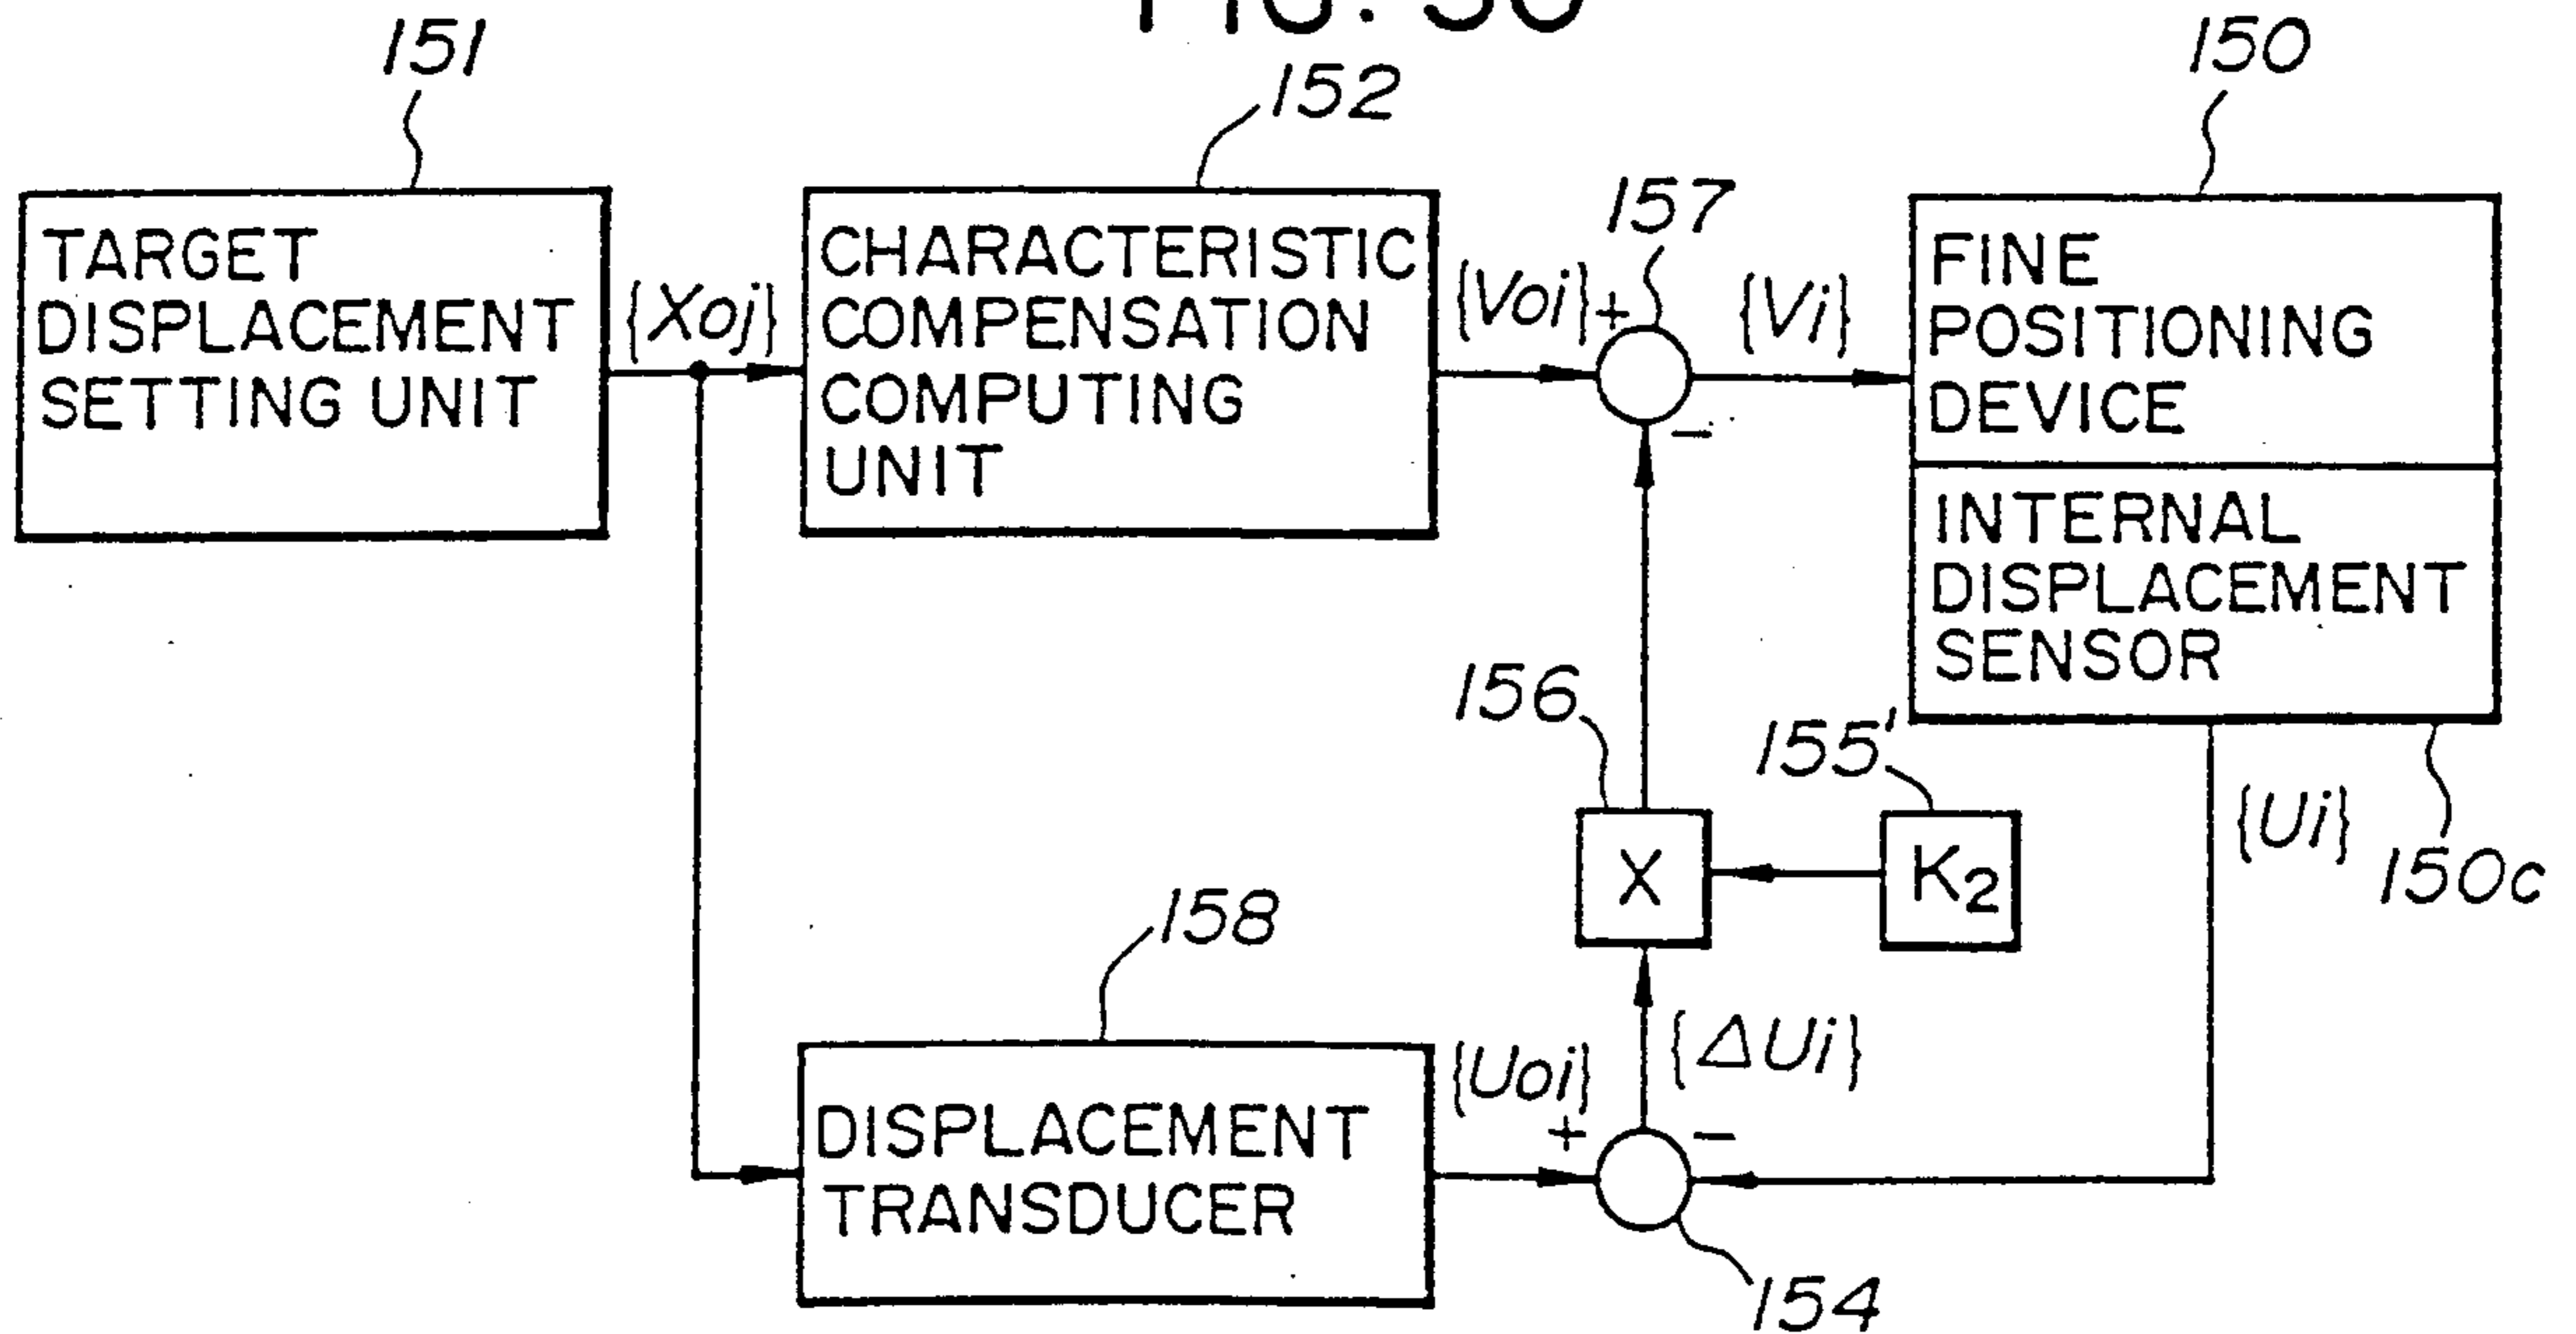 151
152
150
157
TARGET
DISPLACEMENT
SETTING UNIT
{Xoj}
CHARACTERISTIC
COMPENSATION
COMPUTING
UNIT
{Voi}
+
−
{Vi}
FINE
POSITIONING
DEVICE
INTERNAL
DISPLACEMENT
SENSOR
156
155'
X
K2
{Ui}
150c
158
DISPLACEMENT
TRANSDUCER
{Uoi}
+
−
{ΔUi}
154